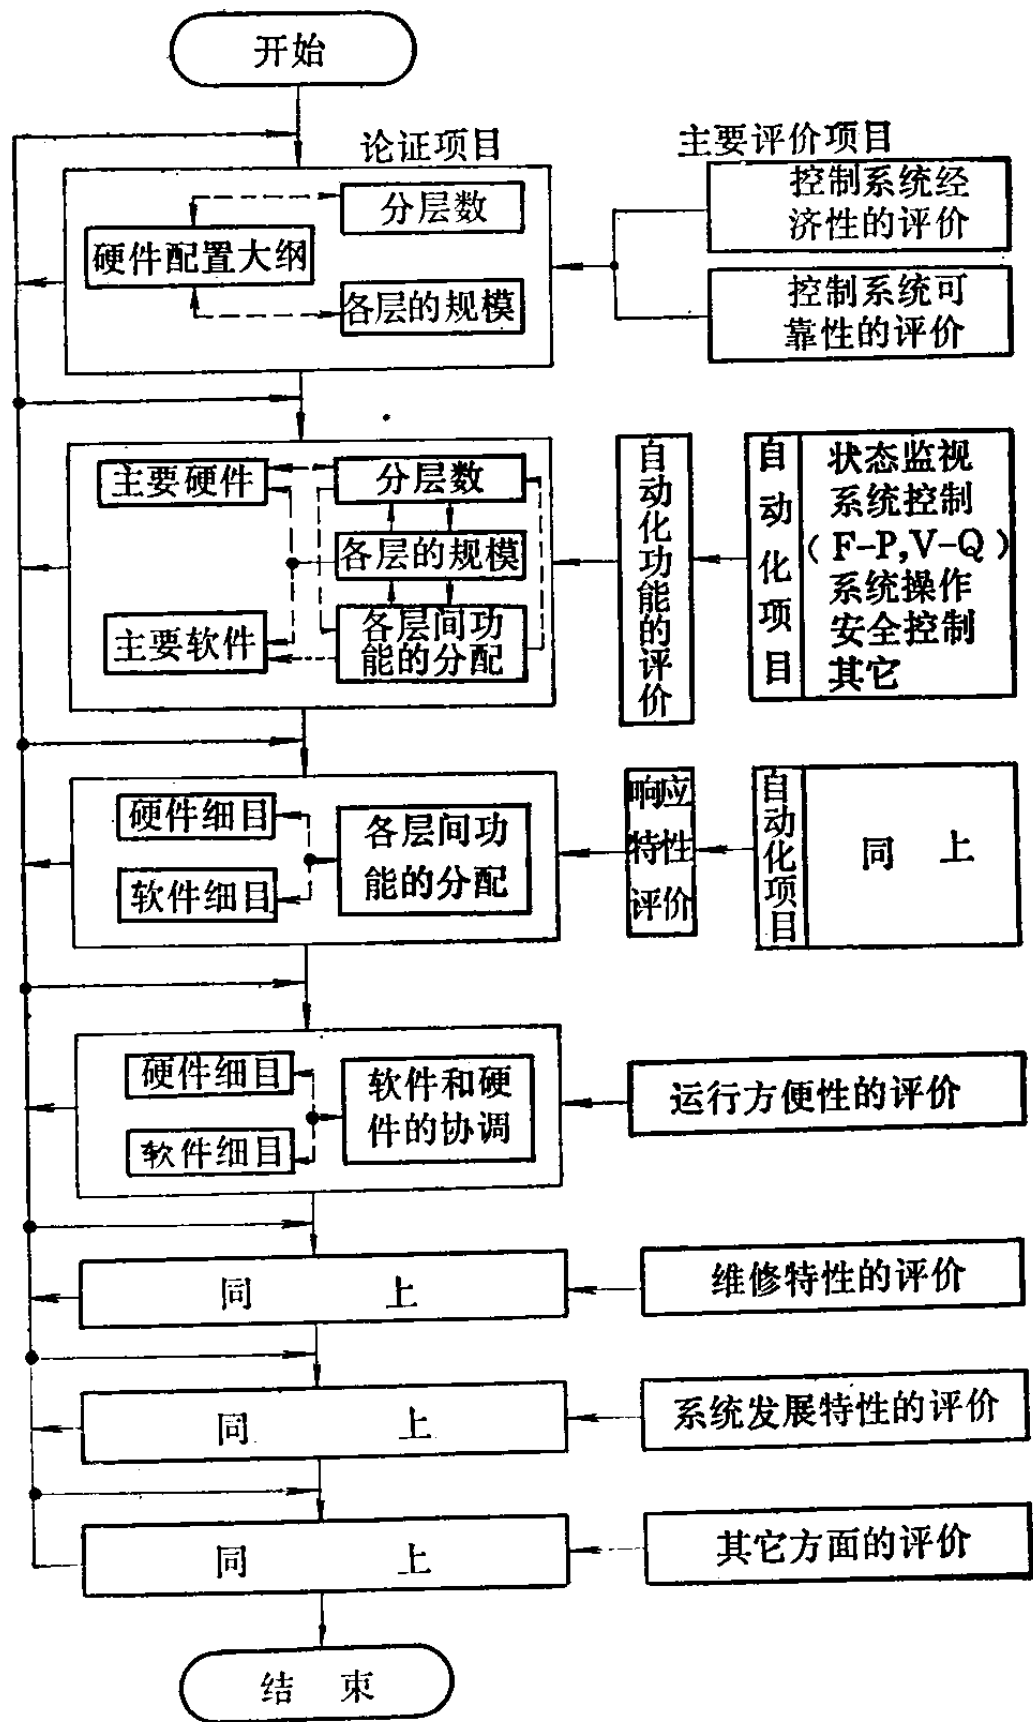 开始
论证项目
主要评价项目
分层数
硬件配置大纲
各层的规模
控制系统经
济性的评价
控制系统可
靠性的评价
主要硬件
分层数
各层的规模
各层间功
能的分配
主要软件
自动化功能的评价
自动化项目
状态监视
系统控制
(F-P,V-Q)
系统操作
安全控制
其它
硬件细目
软件细目
各层间功
能的分配
响应
特性
评价
自动化项目
同 上
硬件细目
软件细目
软件和硬
件的协调
运行方便性的评价
同 上
维修特性的评价
同 上
系统发展特性的评价
同 上
其它方面的评价
结 束